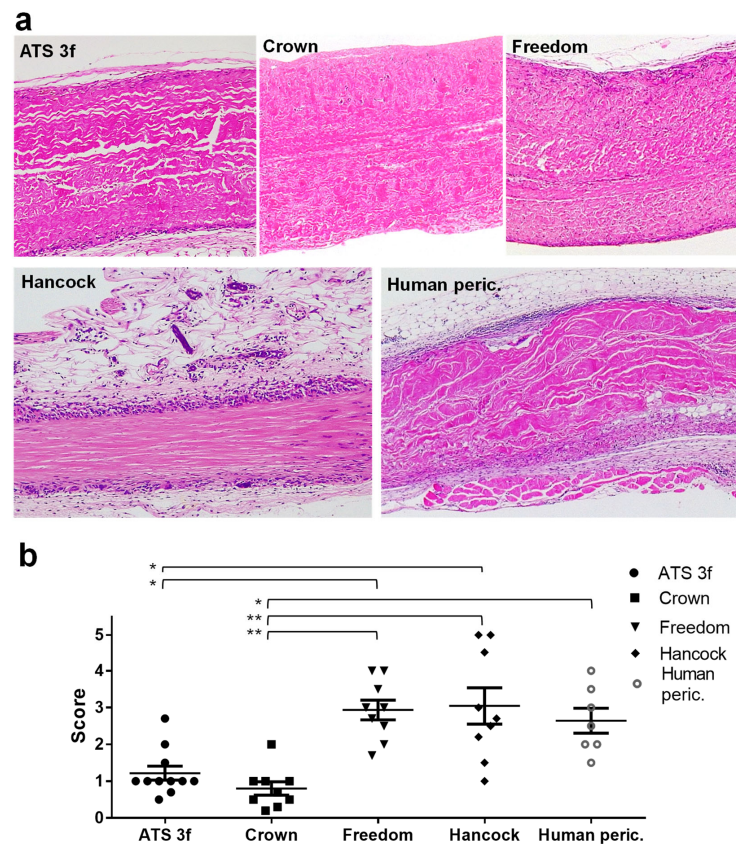 a
ATS 3f
Crown
Freedom
Hancock
Human peric.
b
*
*
*
**
**
ATS 3f
Crown
Freedom
Hancock
Human
peric.
Score
5
4
3
2
1
0
ATS 3f
Crown
Freedom
Hancock
Human peric.